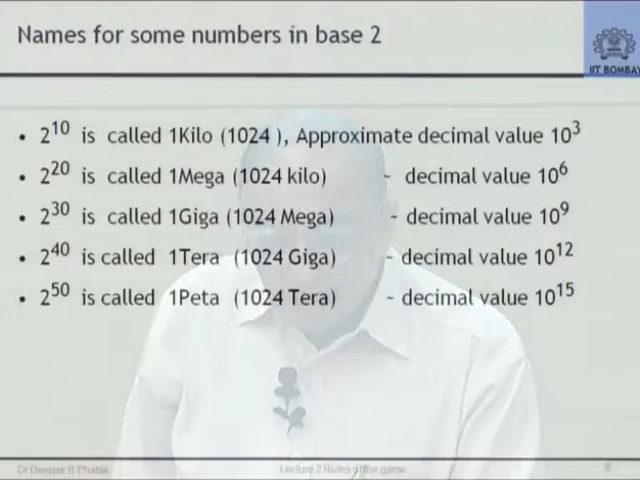 Names for some numbers in base 2
IIT BOMBAY
• 2^10 is called 1Kilo (1024 ), Approximate decimal value 10^3
• 2^20 is called 1Mega (1024 kilo) - decimal value 10^6
• 2^30 is called 1Giga (1024 Mega) - decimal value 10^9
• 2^40 is called 1Tera (1024 Giga) - decimal value 10^12
• 2^50 is called 1Peta (1024 Tera) - decimal value 10^15
Dr Deepak B Phatak
Lecture 2 Rules of the game